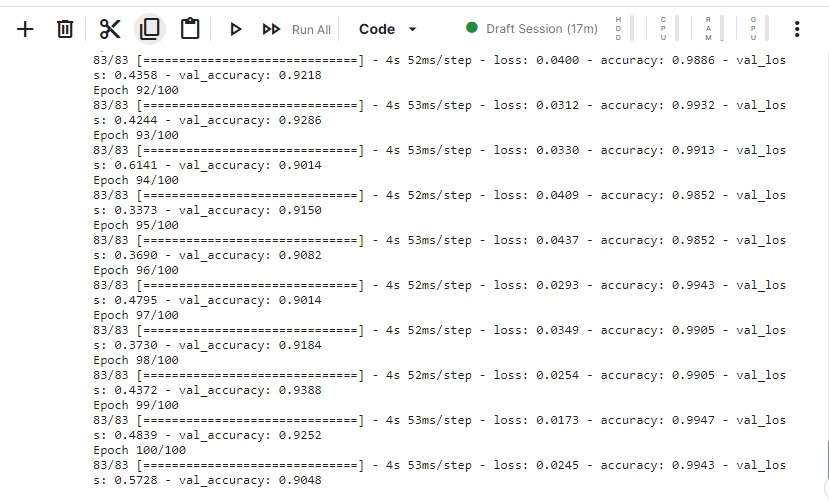 Run All
Code
Draft Session (17m)
HDD
CPU
RAM
GPU
83/83 [==============================] - 4s 52ms/step - loss: 0.0400 - accuracy: 0.9886 - val_los
s: 0.4358 - val_accuracy: 0.9218
Epoch 92/100
83/83 [==============================] - 4s 53ms/step - loss: 0.0312 - accuracy: 0.9932 - val_los
s: 0.4244 - val_accuracy: 0.9286
Epoch 93/100
83/83 [==============================] - 4s 53ms/step - loss: 0.0330 - accuracy: 0.9913 - val_los
s: 0.6141 - val_accuracy: 0.9014
Epoch 94/100
83/83 [==============================] - 4s 52ms/step - loss: 0.0409 - accuracy: 0.9852 - val_los
s: 0.3373 - val_accuracy: 0.9150
Epoch 95/100
83/83 [==============================] - 4s 53ms/step - loss: 0.0437 - accuracy: 0.9852 - val_los
s: 0.3690 - val_accuracy: 0.9082
Epoch 96/100
83/83 [==============================] - 4s 52ms/step - loss: 0.0293 - accuracy: 0.9943 - val_los
s: 0.4795 - val_accuracy: 0.9014
Epoch 97/100
83/83 [==============================] - 4s 52ms/step - loss: 0.0349 - accuracy: 0.9905 - val_los
s: 0.3730 - val_accuracy: 0.9184
Epoch 98/100
83/83 [==============================] - 4s 52ms/step - loss: 0.0254 - accuracy: 0.9905 - val_los
s: 0.4372 - val_accuracy: 0.9388
Epoch 99/100
83/83 [==============================] - 4s 53ms/step - loss: 0.0173 - accuracy: 0.9947 - val_los
s: 0.4839 - val_accuracy: 0.9252
Epoch 100/100
83/83 [==============================] - 4s 53ms/step - loss: 0.0245 - accuracy: 0.9943 - val_los
s: 0.5728 - val_accuracy: 0.9048